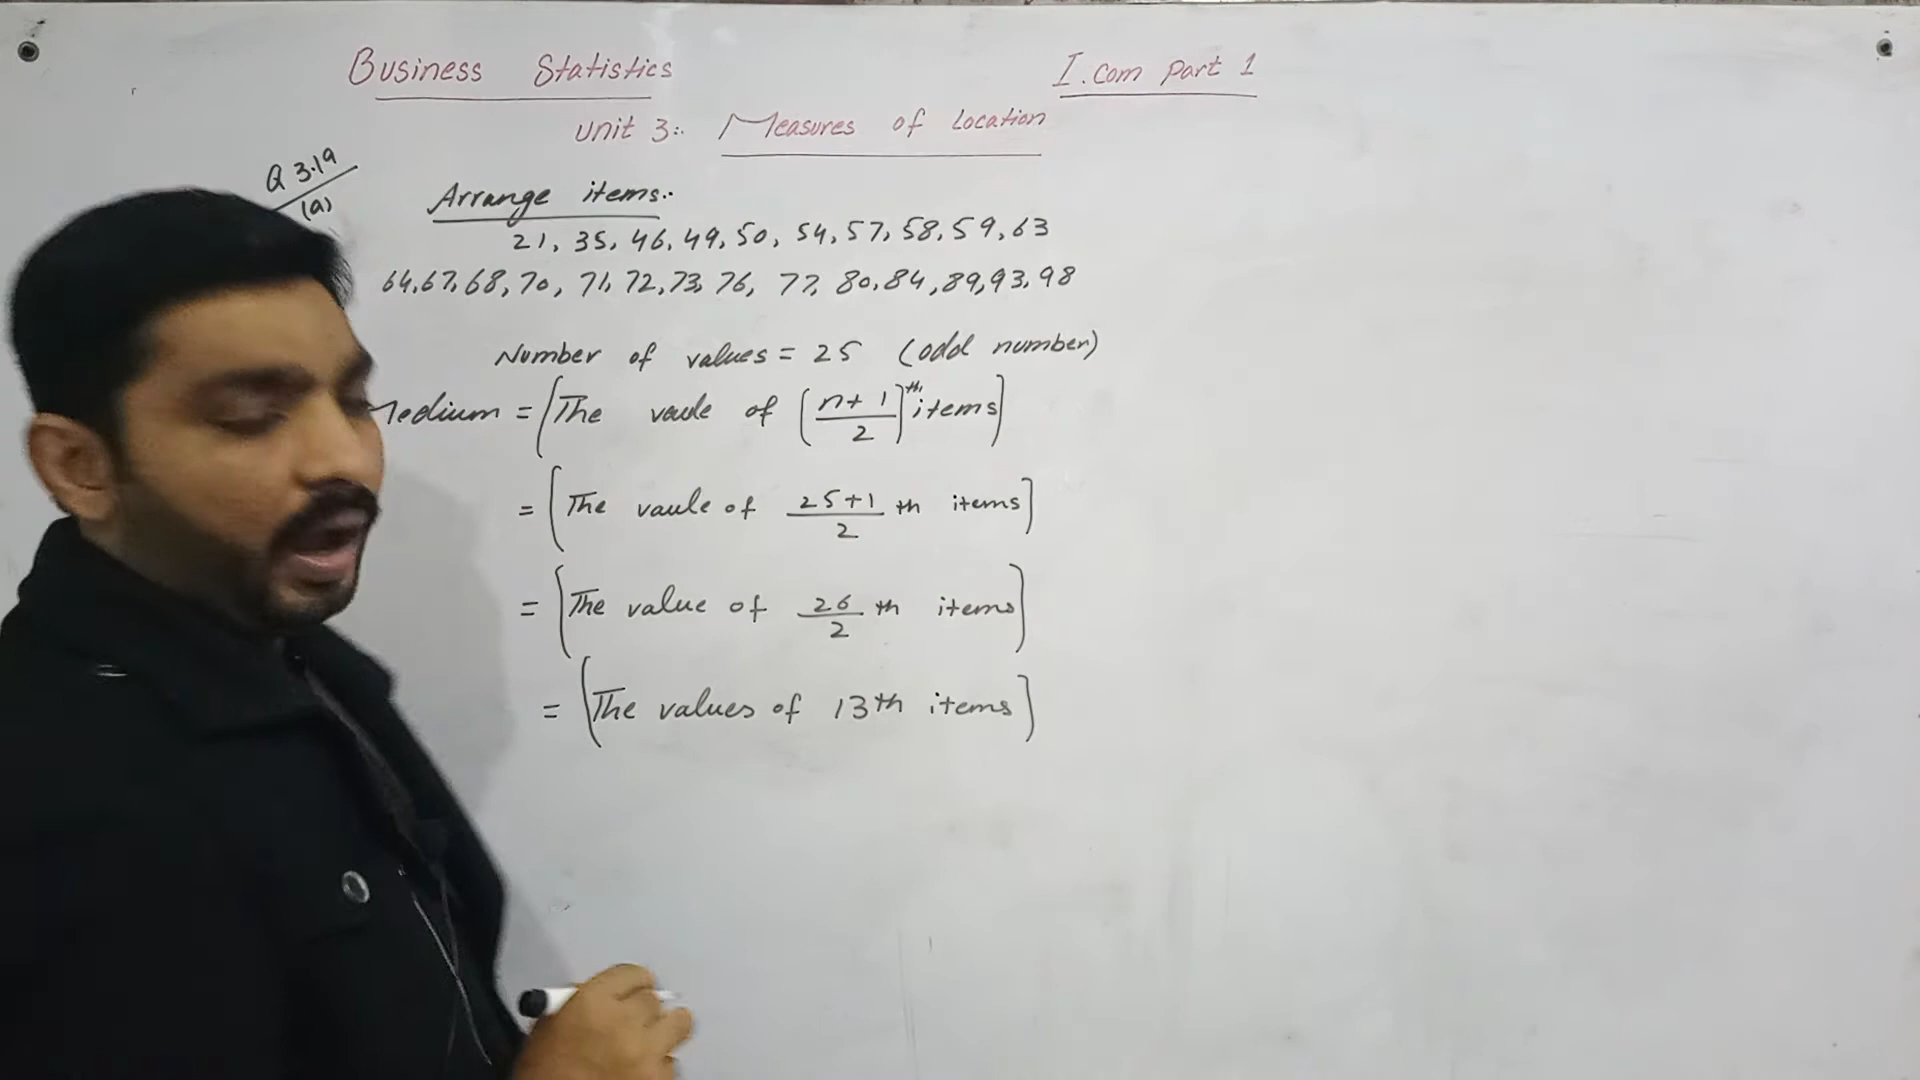 Business Statistics I. Com Part 1
Unit 3:. Measures of Location
Q 3.19
(a)
Arrange items:.
21, 35, 46, 49, 50, 54, 57, 58, 59, 63
64, 67, 68, 70, 71, 72, 73, 76, 77, 80, 84, 89, 93, 98
Number of values = 25 (odd number)
Medium = [The vaule of (n+1/2)th items]
= [The vaule of 25+1/2 th items]
= [The value of 26/2 th items]
= [The values of 13th items]